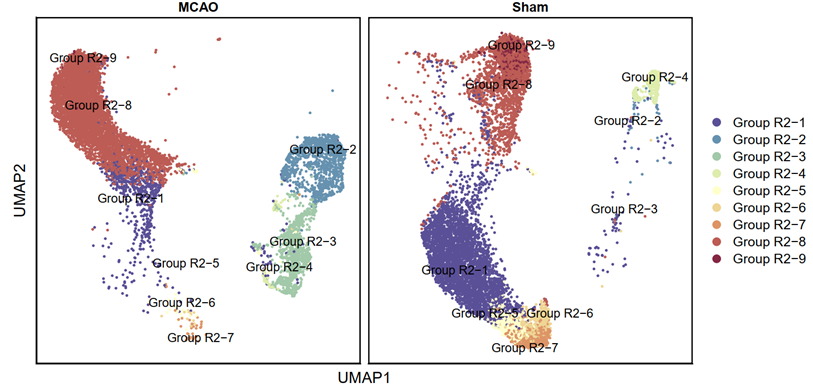 MCAO
Sham
Group R2-9
Group R2-8
Group R2-2
Group R2-1
Group R2-3
Group R2-5
Group R2-4
Group R2-6
Group R2-7
Group R2-9
Group R2-4
Group R2-8
Group R2-2
Group R2-3
Group R2-1
Group R2-5
Group R2-6
Group R2-7
Group R2-1
Group R2-2
Group R2-3
Group R2-4
Group R2-5
Group R2-6
Group R2-7
Group R2-8
Group R2-9
UMAP2
UMAP1